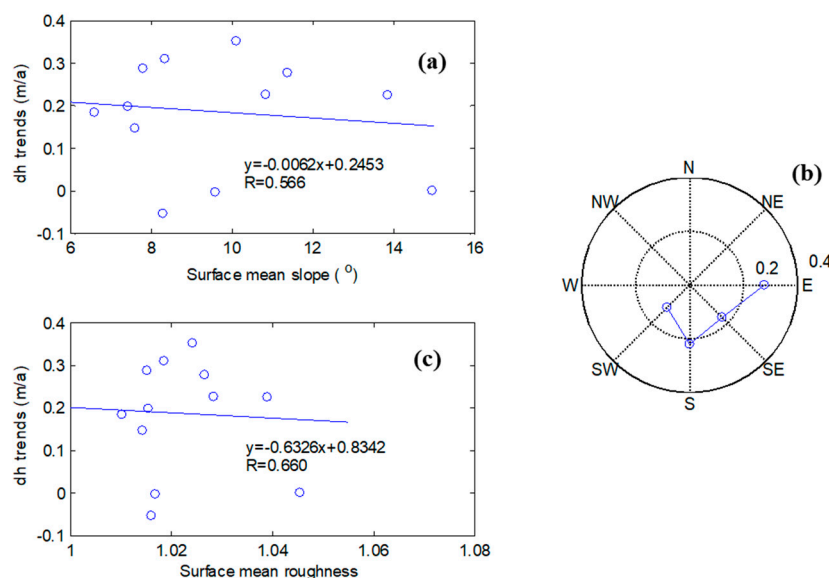 0.4
0.3
0.2
0.1
0
-0.1
dh trends (m/a)
(a)
y=-0.0062x+0.2453
R=0.566
6 8 10 12 14 16
Surface mean slope ( o)
(b)
N
NW NE
0.2 0.4
W E
SW SE
S
0.4
0.3
0.2
0.1
0
-0.1
dh trends (m/a)
(c)
y=-0.6326x+0.8342
R=0.660
1 1.02 1.04 1.06 1.08
Surface mean roughness